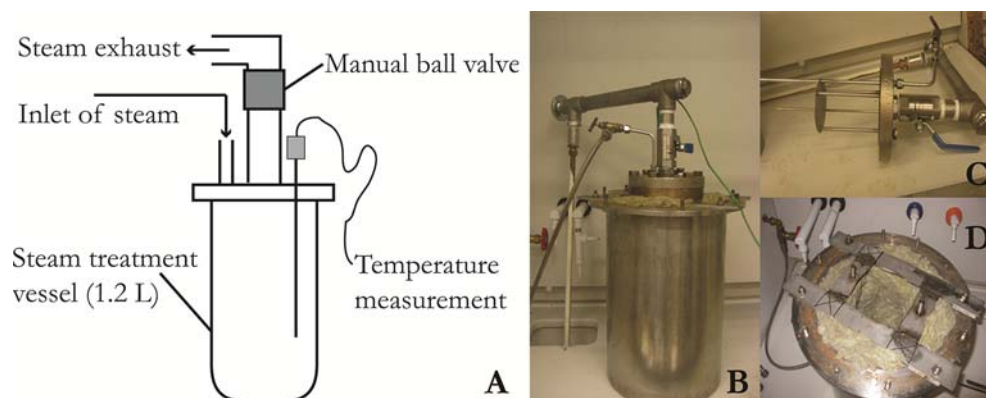 Steam exhaust
Manual ball valve
Inlet of steam
Steam treatment
vessel (1.2 L)
Temperature
measurement
A
B
C
D